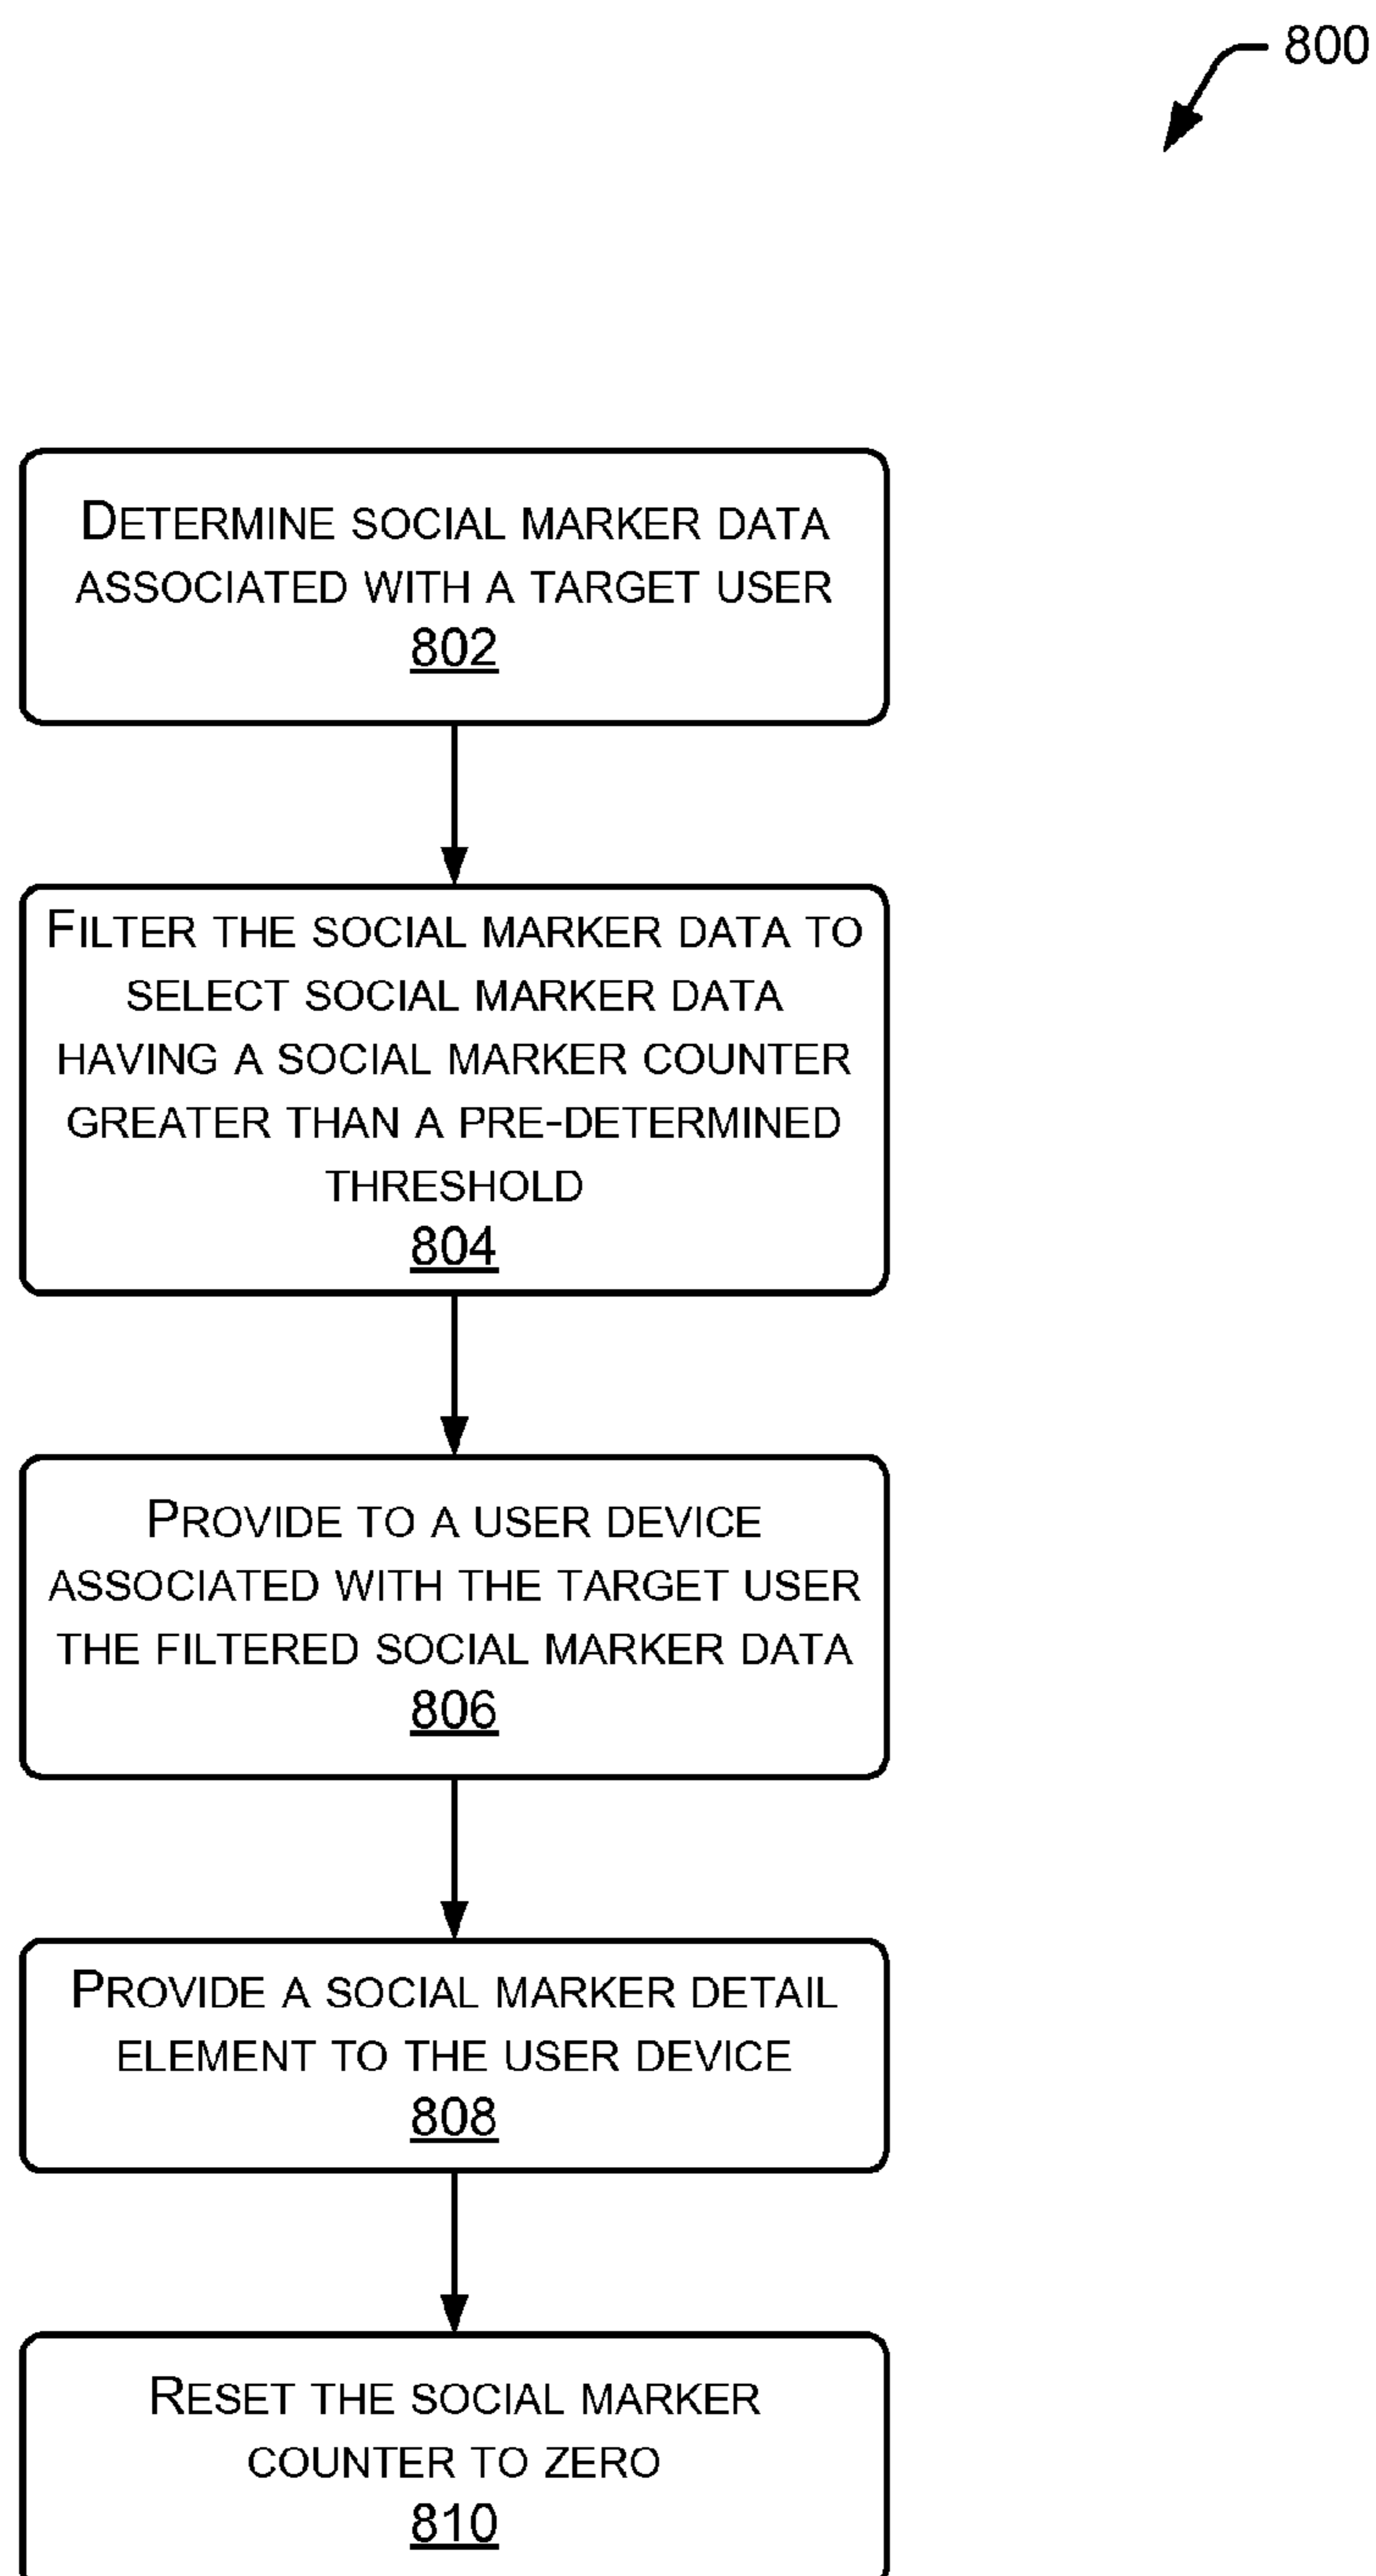 800
DETERMINE SOCIAL MARKER DATA
ASSOCIATED WITH A TARGET USER
802
FILTER THE SOCIAL MARKER DATA TO
SELECT SOCIAL MARKER DATA
HAVING A SOCIAL MARKER COUNTER
GREATER THAN A PRE-DETERMINED
THRESHOLD
804
PROVIDE TO A USER DEVICE
ASSOCIATED WITH THE TARGET USER
THE FILTERED SOCIAL MARKER DATA
806
PROVIDE A SOCIAL MARKER DETAIL
ELEMENT TO THE USER DEVICE
808
RESET THE SOCIAL MARKER
COUNTER TO ZERO
810